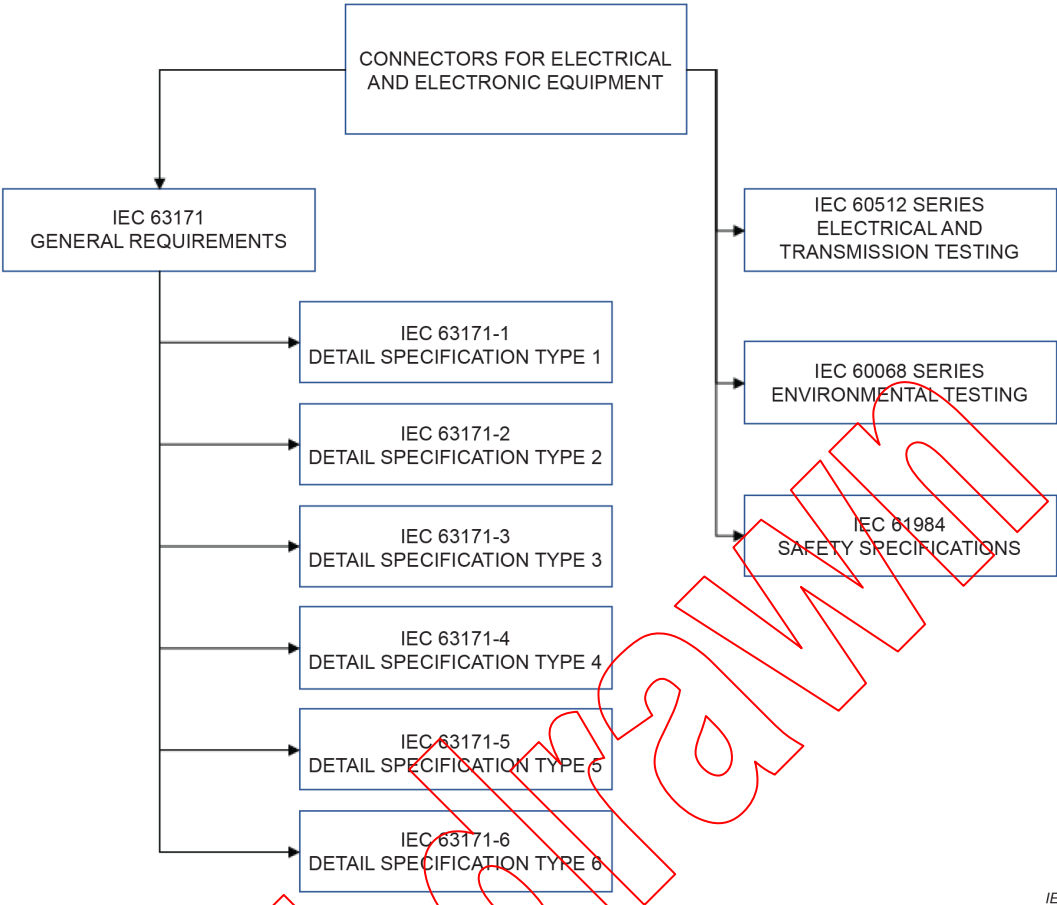 CONNECTORS FOR ELECTRICAL
AND ELECTRONIC EQUIPMENT
IEC 63171
GENERAL REQUIREMENTS
IEC 60512 SERIES
ELECTRICAL AND
TRANSMISSION TESTING
IEC 63171-1
DETAIL SPECIFICATION TYPE 1
IEC 60068 SERIES
ENVIRONMENTAL TESTING
IEC 63171-2
DETAIL SPECIFICATION TYPE 2
IEC 61984
SAFETY SPECIFICATIONS
IEC 63171-3
DETAIL SPECIFICATION TYPE 3
IEC 63171-4
DETAIL SPECIFICATION TYPE 4
IEC 63171-5
DETAIL SPECIFICATION TYPE 5
IEC 63171-6
DETAIL SPECIFICATION TYPE 6
drawn